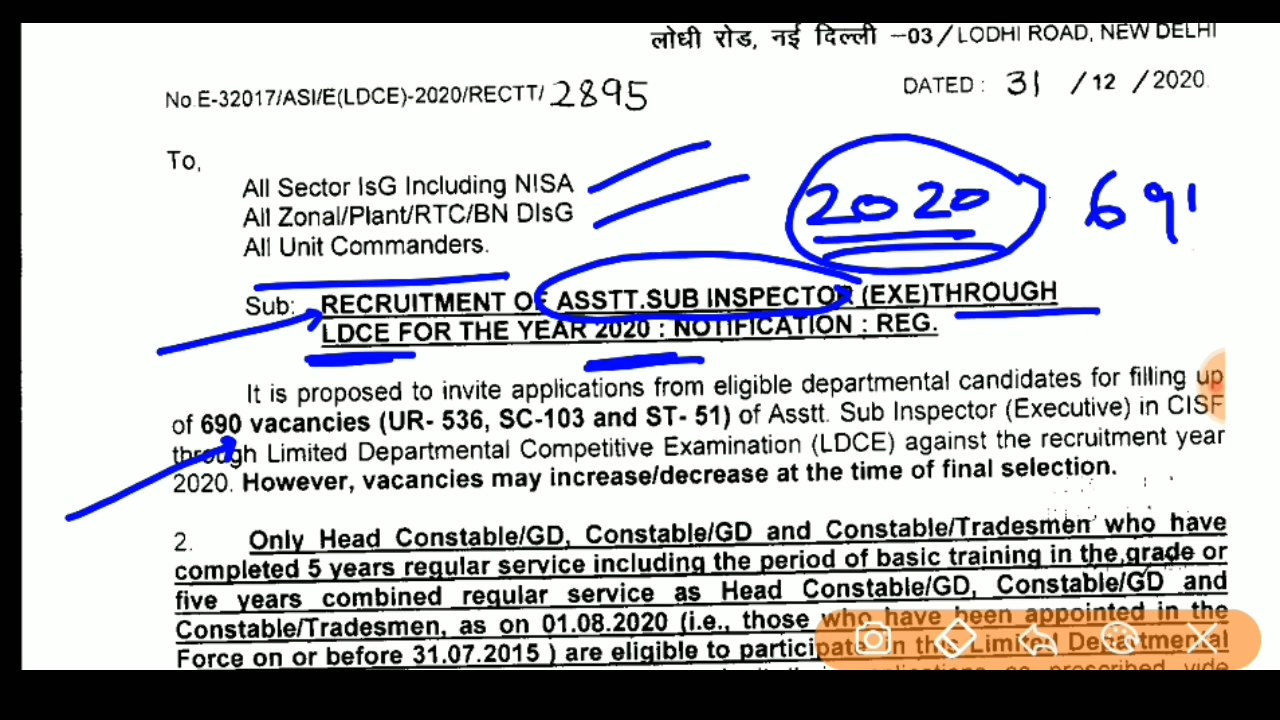 लोधी रोड, नई दिल्ली –03 / LODHI ROAD, NEW DELHI
No.E-32017/ASI/E(LDCE)-2020/RECTT/ 2895
DATED : 31 /12 /2020.
To,
All Sector IsG Including NISA
All Zonal/Plant/RTC/BN DIsG
All Unit Commanders.
2020 691
Sub: RECRUITMENT OF ASSTT.SUB INSPECTOR (EXE)THROUGH
LDCE FOR THE YEAR 2020 : NOTIFICATION : REG.
It is proposed to invite applications from eligible departmental candidates for filling up
of 690 vacancies (UR- 536, SC-103 and ST- 51) of Asstt. Sub Inspector (Executive) in CISF
through Limited Departmental Competitive Examination (LDCE) against the recruitment year
2020. However, vacancies may increase/decrease at the time of final selection.
2. Only Head Constable/GD, Constable/GD and Constable/Tradesmen who have
completed 5 years regular service including the period of basic training in the grade or
five years combined regular service as Head Constable/GD, Constable/GD and
Constable/Tradesmen, as on 01.08.2020 (i.e., those who have been appointed in the
Force on or before 31.07.2015 ) are eligible to participate in this Limited Departmental
as prescribed vide